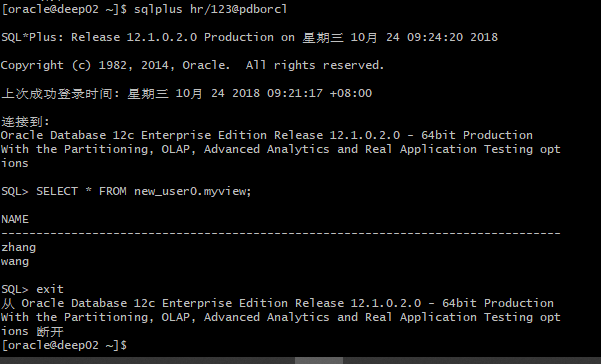 [oracle@deep02 ~]$ sqlplus hr/123@pdborcl
SQL*Plus: Release 12.1.0.2.0 Production on 星期三 10月 24 09:24:20 2018
Copyright (c) 1982, 2014, Oracle.  All rights reserved.
上次成功登录时间: 星期三 10月 24 2018 09:21:17 +08:00
连接到:
Oracle Database 12c Enterprise Edition Release 12.1.0.2.0 - 64bit Production
With the Partitioning, OLAP, Advanced Analytics and Real Application Testing opt
ions
SQL> SELECT * FROM new_user0.myview;
NAME
--------------------------------------------------------------------------------
zhang
wang
SQL> exit
从 Oracle Database 12c Enterprise Edition Release 12.1.0.2.0 - 64bit Production
With the Partitioning, OLAP, Advanced Analytics and Real Application Testing opt
ions 断开
[oracle@deep02 ~]$